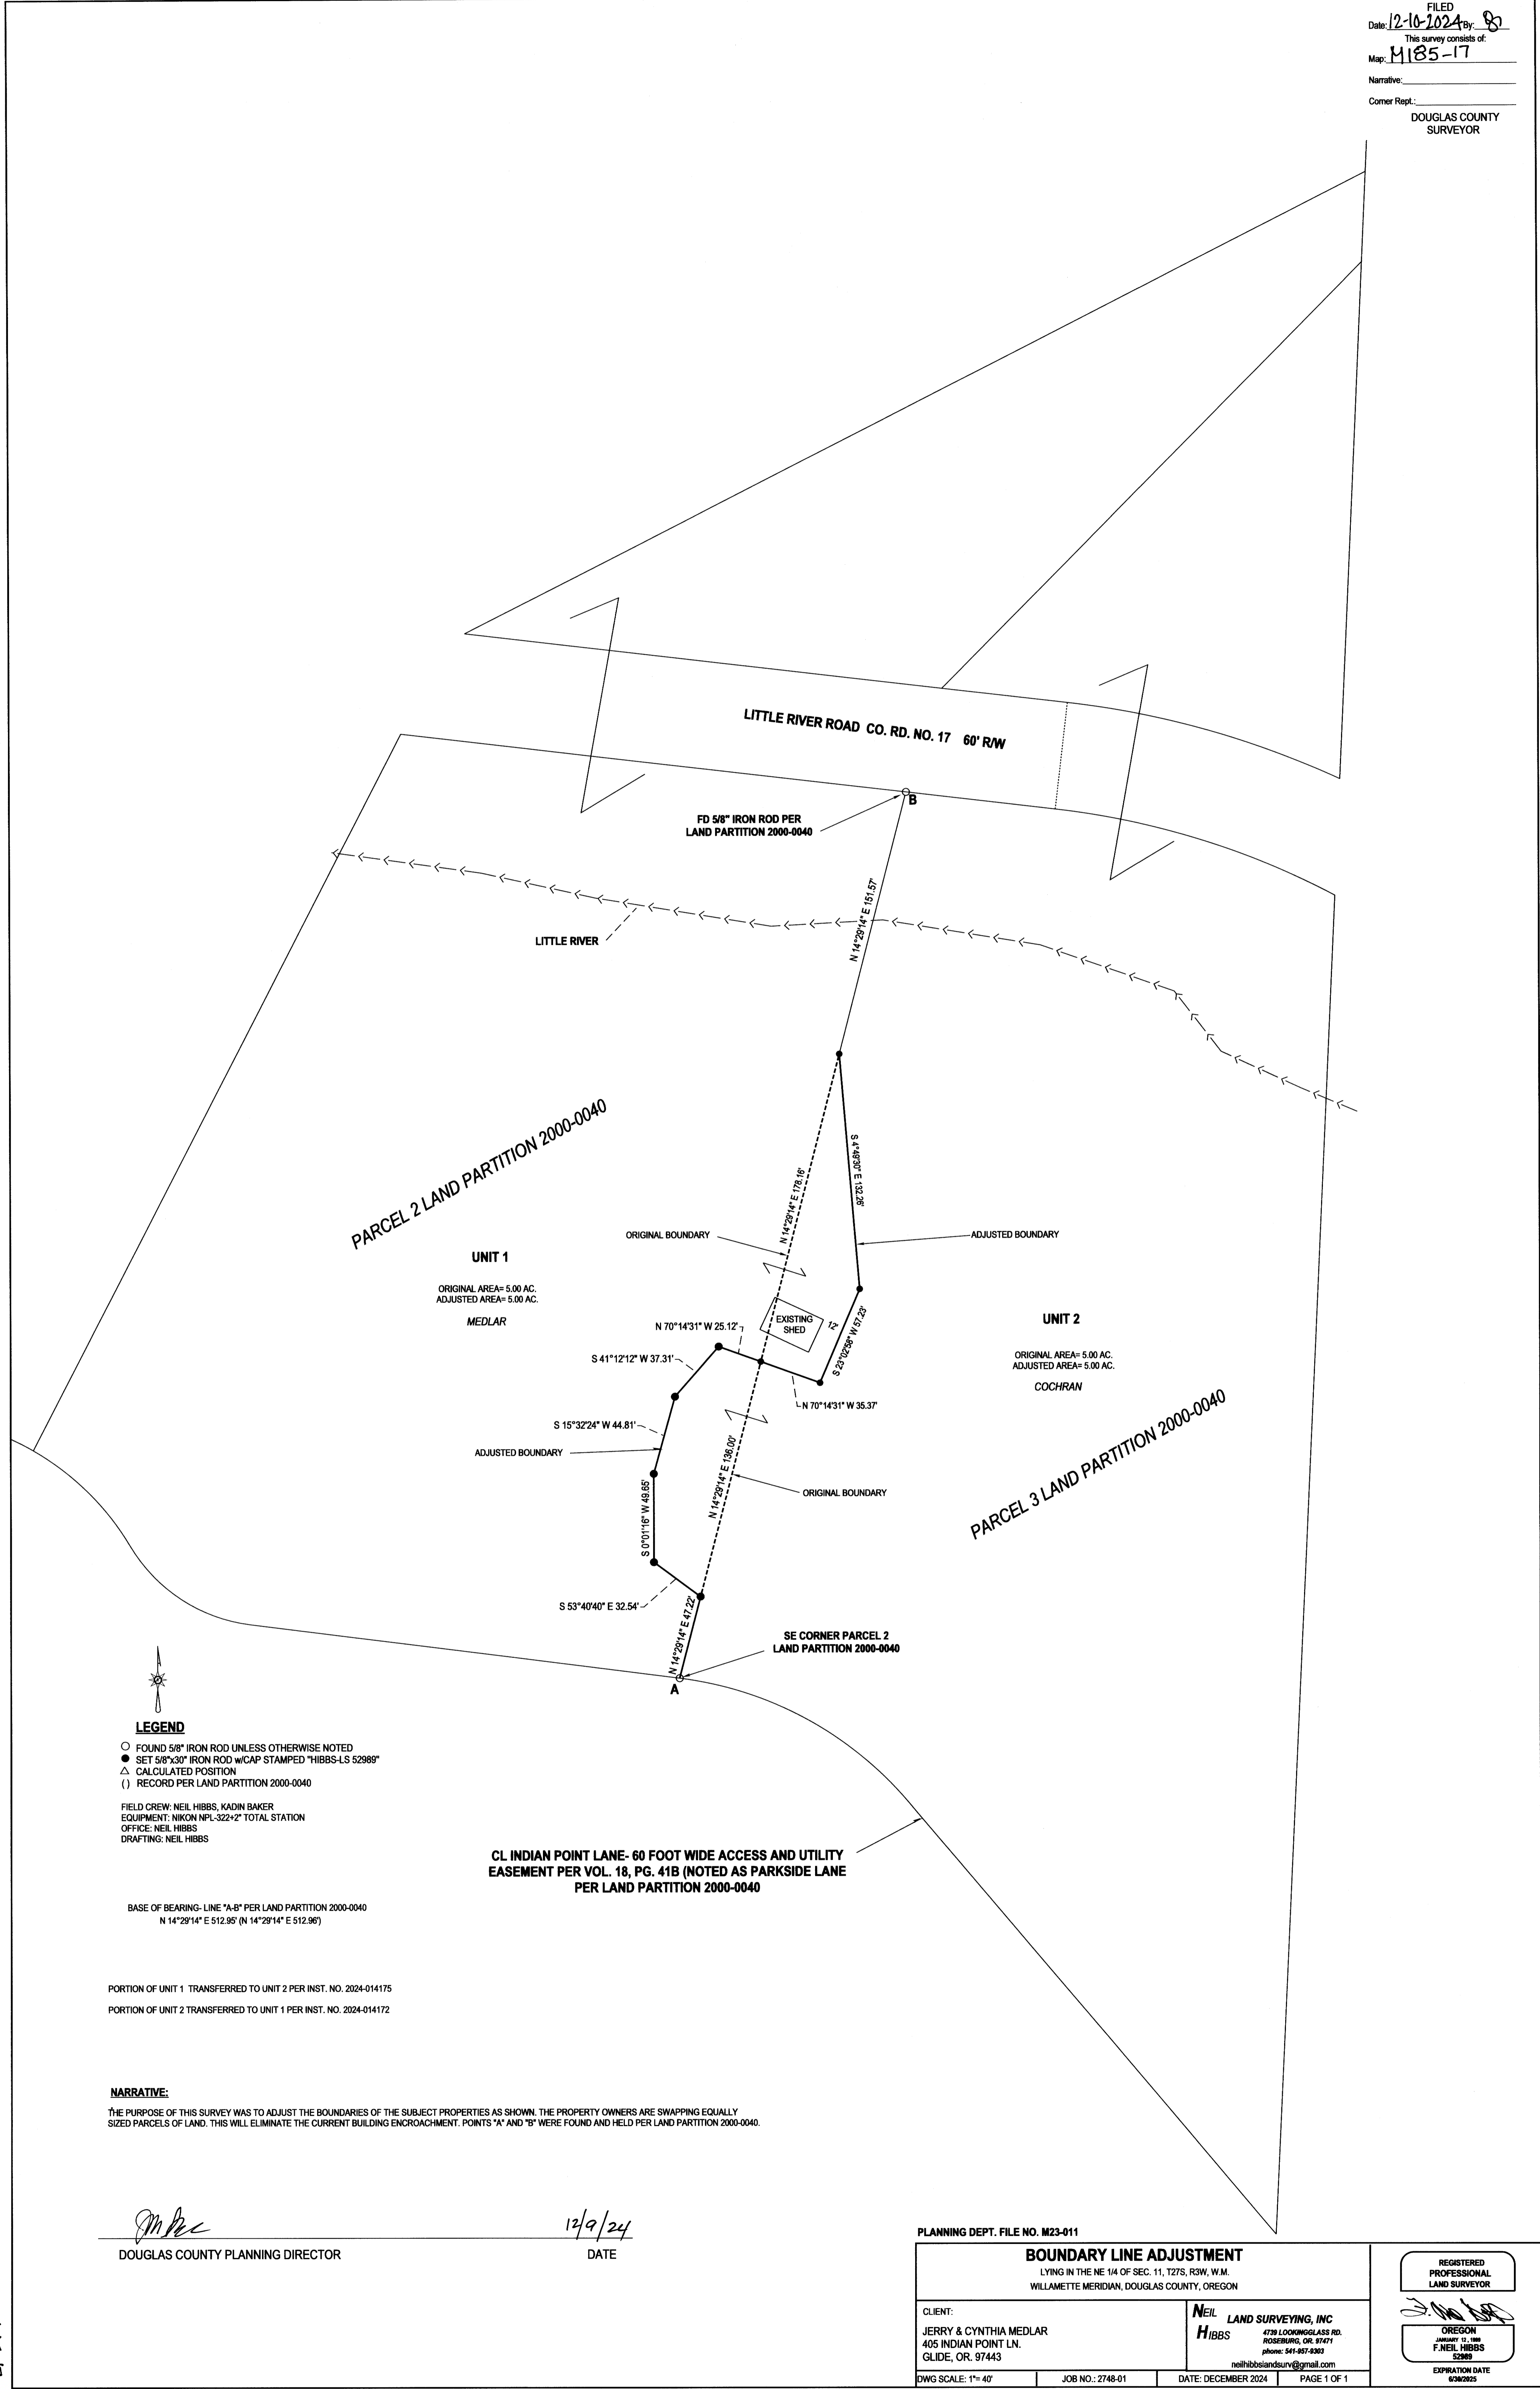 FILED
Date: 12-10-2024 By:
This survey consists of:
Map: M185-17
Narrative:
Corner Rept.:
DOUGLAS COUNTY
SURVEYOR
LITTLE RIVER ROAD CO. RD. NO. 17 60' R/W
B
FD 5/8" IRON ROD PER
LAND PARTITION 2000-0040
N 14°29'14" E 151.57'
LITTLE RIVER
PARCEL 2 LAND PARTITION 2000-0040
S 4°48'30" E 132.26'
N 14°29'14" E 178.16'
ORIGINAL BOUNDARY
ADJUSTED BOUNDARY
UNIT 1
ORIGINAL AREA= 5.00 AC.
ADJUSTED AREA= 5.00 AC.
MEDLAR
EXISTING
SHED
12'
S 23°02'58" W 57.23'
UNIT 2
ORIGINAL AREA= 5.00 AC.
ADJUSTED AREA= 5.00 AC.
COCHRAN
N 70°14'31" W 25.12'
S 41°12'12" W 37.31'
N 70°14'31" W 35.37'
S 15°32'24" W 44.81'
ADJUSTED BOUNDARY
N 14°29'14" E 136.00'
ORIGINAL BOUNDARY
PARCEL 3 LAND PARTITION 2000-0040
S 0°01'16" W 49.65'
S 53°40'40" E 32.54'
N 14°29'14" E 47.22'
SE CORNER PARCEL 2
LAND PARTITION 2000-0040
A
LEGEND
FOUND 5/8" IRON ROD UNLESS OTHERWISE NOTED
SET 5/8"x30" IRON ROD w/CAP STAMPED "HIBBS-LS 52989"
CALCULATED POSITION
( ) RECORD PER LAND PARTITION 2000-0040
FIELD CREW: NEIL HIBBS, KADIN BAKER
EQUIPMENT: NIKON NPL-322+2" TOTAL STATION
OFFICE: NEIL HIBBS
DRAFTING: NEIL HIBBS
CL INDIAN POINT LANE- 60 FOOT WIDE ACCESS AND UTILITY
EASEMENT PER VOL. 18, PG. 41B (NOTED AS PARKSIDE LANE
PER LAND PARTITION 2000-0040
BASE OF BEARING- LINE "A-B" PER LAND PARTITION 2000-0040
N 14°29'14" E 512.95' (N 14°29'14" E 512.96')
PORTION OF UNIT 1 TRANSFERRED TO UNIT 2 PER INST. NO. 2024-014175
PORTION OF UNIT 2 TRANSFERRED TO UNIT 1 PER INST. NO. 2024-014172
NARRATIVE:
THE PURPOSE OF THIS SURVEY WAS TO ADJUST THE BOUNDARIES OF THE SUBJECT PROPERTIES AS SHOWN. THE PROPERTY OWNERS ARE SWAPPING EQUALLY
SIZED PARCELS OF LAND. THIS WILL ELIMINATE THE CURRENT BUILDING ENCROACHMENT. POINTS "A" AND "B" WERE FOUND AND HELD PER LAND PARTITION 2000-0040.
12/9/24
DOUGLAS COUNTY PLANNING DIRECTOR DATE
PLANNING DEPT. FILE NO. M23-011
BOUNDARY LINE ADJUSTMENT
LYING IN THE NE 1/4 OF SEC. 11, T27S, R3W, W.M.
WILLAMETTE MERIDIAN, DOUGLAS COUNTY, OREGON
CLIENT:
JERRY & CYNTHIA MEDLAR
405 INDIAN POINT LN.
GLIDE, OR. 97443
NEIL
HIBBS
LAND SURVEYING, INC
4739 LOOKINGGLASS RD.
ROSEBURG, OR. 97471
phone: 541-957-9303
neilhibbslandsurv@gmail.com
DWG SCALE: 1"= 40' JOB NO.: 2748-01 DATE: DECEMBER 2024 PAGE 1 OF 1
REGISTERED
PROFESSIONAL
LAND SURVEYOR
OREGON
F.NEIL HIBBS
52989
EXPIRATION DATE
6/30/2025